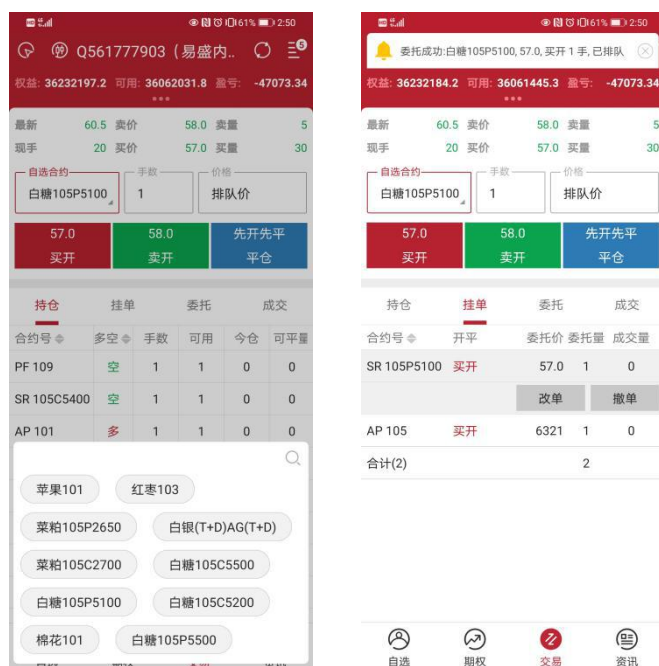 61% 2:50
Q561777903（易盛内..
5
权益: 36232197.2 可用: 36062031.8 盈亏: -47073.34
最新 60.5 卖价 58.0 卖量 5
现手 20 买价 57.0 买量 30
自选合约 手数 价格
白糖105P5100 1 排队价
57.0 58.0 先开先平
买开 卖开 平仓
持仓 挂单 委托 成交
合约号 多空 手数 可用 今仓 可平量
PF 109 空 1 1 0 0
SR 105C5400 空 1 1 0 0
AP 101 多 1 1 0 0
苹果101 红枣103
菜粕105P2650 白银(T+D)AG(T+D)
菜粕105C2700 白糖105C5500
白糖105P5100 白糖105C5200
棉花101 白糖105P5500
61% 2:50
委托成功:白糖105P5100, 57.0, 买开 1 手, 已排队
权益: 36232184.2 可用: 36061445.3 盈亏: -47073.34
最新 60.5 卖价 58.0 卖量 5
现手 20 买价 57.0 买量 30
自选合约 手数 价格
白糖105P5100 1 排队价
57.0 58.0 先开先平
买开 卖开 平仓
持仓 挂单 委托 成交
合约号 开平 委托价 委托量 成交量
SR 105P5100 买开 57.0 1 0
改单 撤单
AP 105 买开 6321 1 0
合计(2) 2
自选 期权 交易 资讯